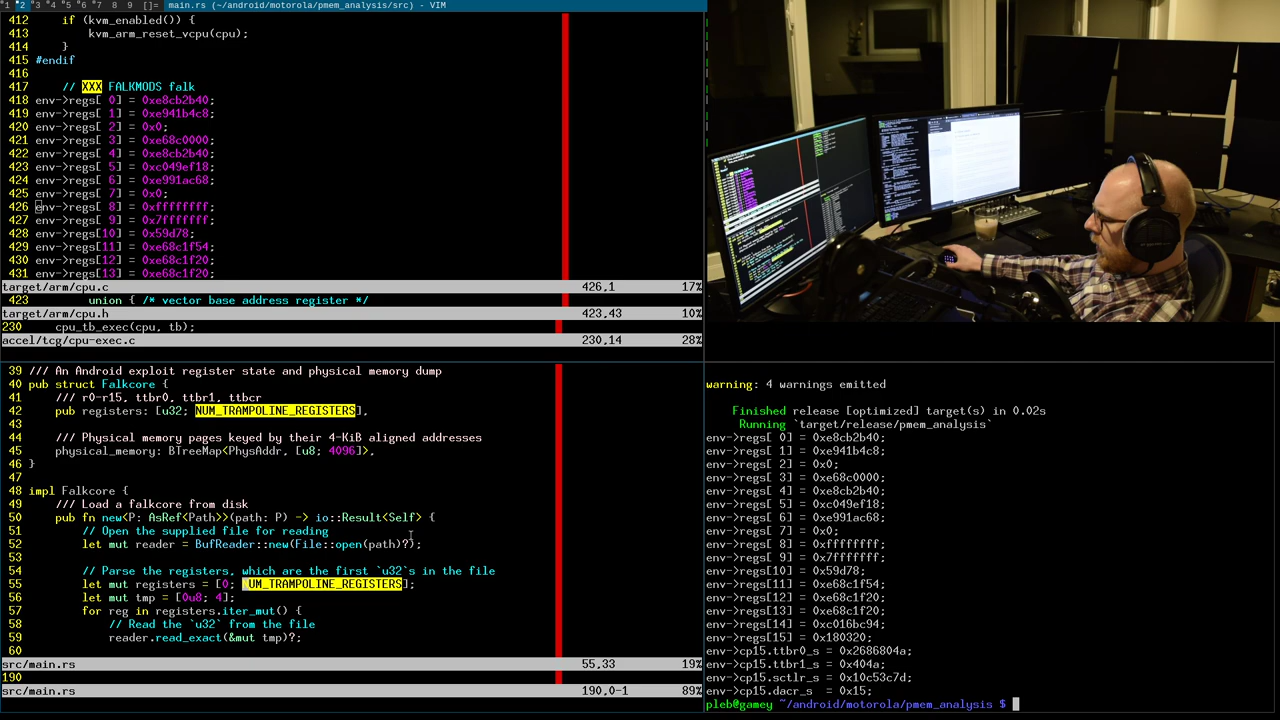 1 2 3 4 5 6 7 8 9 []= main.rs (~/android/motorola/pmem_analysis/src) - VIM
412 if (kvm_enabled()) {
413 kvm_arm_reset_vcpu(cpu);
414 }
415 #endif
416
417 // XXX FALKMODS falk
418 env->regs[ 0] = 0xe8cb2b40;
419 env->regs[ 1] = 0xe941b4c8;
420 env->regs[ 2] = 0x0;
421 env->regs[ 3] = 0xe68c0000;
422 env->regs[ 4] = 0xe8cb2b40;
423 env->regs[ 5] = 0xc049ef18;
424 env->regs[ 6] = 0xe991ac68;
425 env->regs[ 7] = 0x0;
426 env->regs[ 8] = 0xffffffff;
427 env->regs[ 9] = 0x7fffffff;
428 env->regs[10] = 0x59d78;
429 env->regs[11] = 0xe68c1f54;
430 env->regs[12] = 0xe68c1f20;
431 env->regs[13] = 0xe68c1f20;
target/arm/cpu.c 426,1 17%
423 union { /* vector base address register */
target/arm/cpu.h 423,43 10%
230 cpu_tb_exec(cpu, tb);
accel/tcg/cpu-exec.c 230,14 28%
39 /// An Android exploit register state and physical memory dump
40 pub struct Falkcore {
41 /// r0-r15, ttbr0, ttbr1, ttbcr
42 pub registers: [u32; NUM_TRAMPOLINE_REGISTERS],
43
44 /// Physical memory pages keyed by their 4-KiB aligned addresses
45 physical_memory: BTreeMap<PhysAddr, [u8; 4096]>,
46 }
47
48 impl Falkcore {
49 /// Load a falkcore from disk
50 pub fn new<P: AsRef<Path>>(path: P) -> io::Result<Self> {
51 // Open the supplied file for reading
52 let mut reader = BufReader::new(File::open(path)?);
53
54 // Parse the registers, which are the first `u32`s in the file
55 let mut registers = [0; NUM_TRAMPOLINE_REGISTERS];
56 let mut tmp = [0u8; 4];
57 for reg in registers.iter_mut() {
58 // Read the `u32` from the file
59 reader.read_exact(&mut tmp)?;
60
src/main.rs 55,33 19%
190
src/main.rs 190,0-1 89%
warning: 4 warnings emitted
Finished release [optimized] target(s) in 0.02s
Running `target/release/pmem_analysis`
env->regs[ 0] = 0xe8cb2b40;
env->regs[ 1] = 0xe941b4c8;
env->regs[ 2] = 0x0;
env->regs[ 3] = 0xe68c0000;
env->regs[ 4] = 0xe8cb2b40;
env->regs[ 5] = 0xc049ef18;
env->regs[ 6] = 0xe991ac68;
env->regs[ 7] = 0x0;
env->regs[ 8] = 0xffffffff;
env->regs[ 9] = 0x7fffffff;
env->regs[10] = 0x59d78;
env->regs[11] = 0xe68c1f54;
env->regs[12] = 0xe68c1f20;
env->regs[13] = 0xe68c1f20;
env->regs[14] = 0xc016bc94;
env->regs[15] = 0x180320;
env->cp15.ttbr0_s = 0x2686804a;
env->cp15.ttbr1_s = 0x404a;
env->cp15.sctlr_s = 0x10c53c7d;
env->cp15.dacr_s = 0x15;
pleb@gamey ~/android/motorola/pmem_analysis $